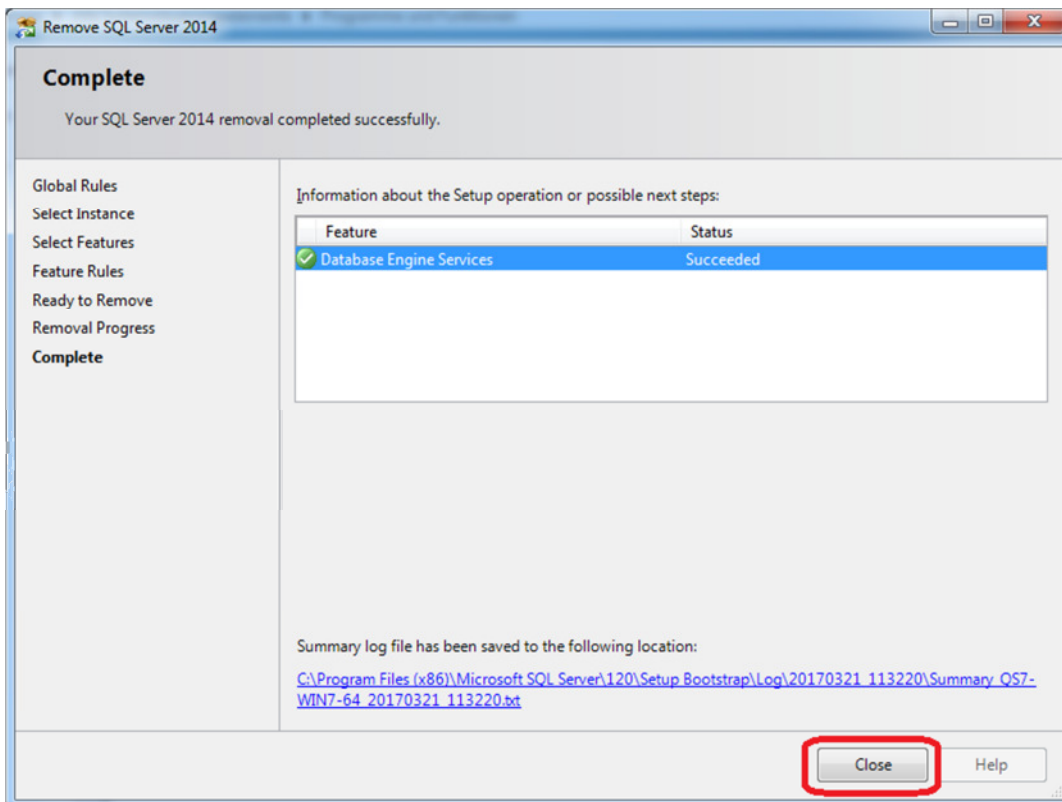 Remove SQL Server 2014
Complete
Your SQL Server 2014 removal completed successfully.
Global Rules
Select Instance
Select Features
Feature Rules
Ready to Remove
Removal Progress
Complete
Information about the Setup operation or possible next steps:
Feature Status
Database Engine Services Succeeded
Summary log file has been saved to the following location:
C:\Program Files (x86)\Microsoft SQL Server\120\Setup Bootstrap\Log\20170321_113220\Summary_QS7-
WIN7-64_20170321_113220.txt
Close Help